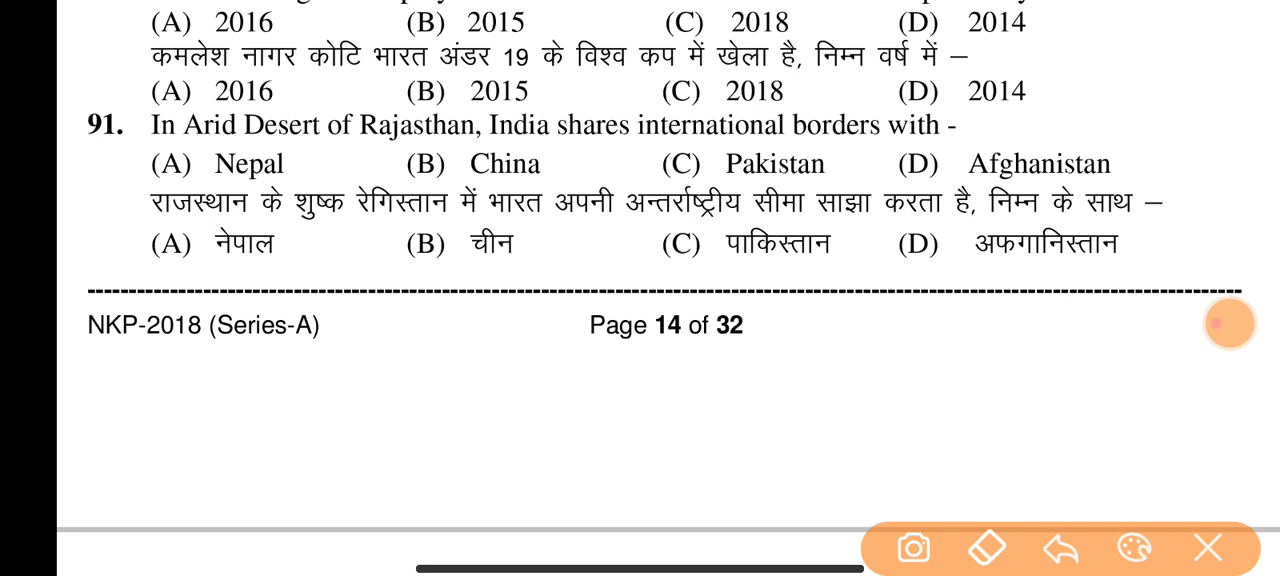 (A) 2016 (B) 2015 (C) 2018 (D) 2014
कमलेश नागर कोटि भारत अंडर 19 के विश्व कप में खेला है, निम्न वर्ष में –
(A) 2016 (B) 2015 (C) 2018 (D) 2014
91. In Arid Desert of Rajasthan, India shares international borders with -
(A) Nepal (B) China (C) Pakistan (D) Afghanistan
राजस्थान के शुष्क रेगिस्तान में भारत अपनी अन्तर्राष्ट्रीय सीमा साझा करता है, निम्न के साथ –
(A) नेपाल (B) चीन (C) पाकिस्तान (D) अफगानिस्तान
NKP-2018 (Series-A) Page 14 of 32